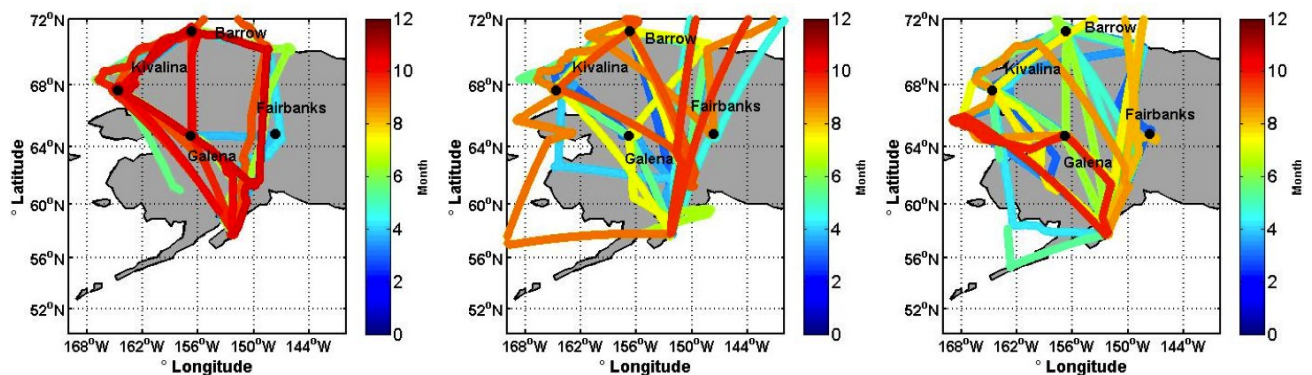 72°N
68°N
64°N
60°N
56°N
52°N
° Latitude
168°W 162°W 156°W 150°W 144°W
° Longitude
Barrow
Kivalina
Fairbanks
Galena
12
10
8
6
4
2
0
Month
72°N
68°N
64°N
60°N
56°N
52°N
° Latitude
168°W 162°W 156°W 150°W 144°W
° Longitude
Barrow
Kivalina
Fairbanks
Galena
12
10
8
6
4
2
0
Month
72°N
68°N
64°N
60°N
56°N
52°N
° Latitude
168°W 162°W 156°W 150°W 144°W
° Longitude
Barrow
Kivalina
Fairbanks
Galena
12
10
8
6
4
2
0
Month